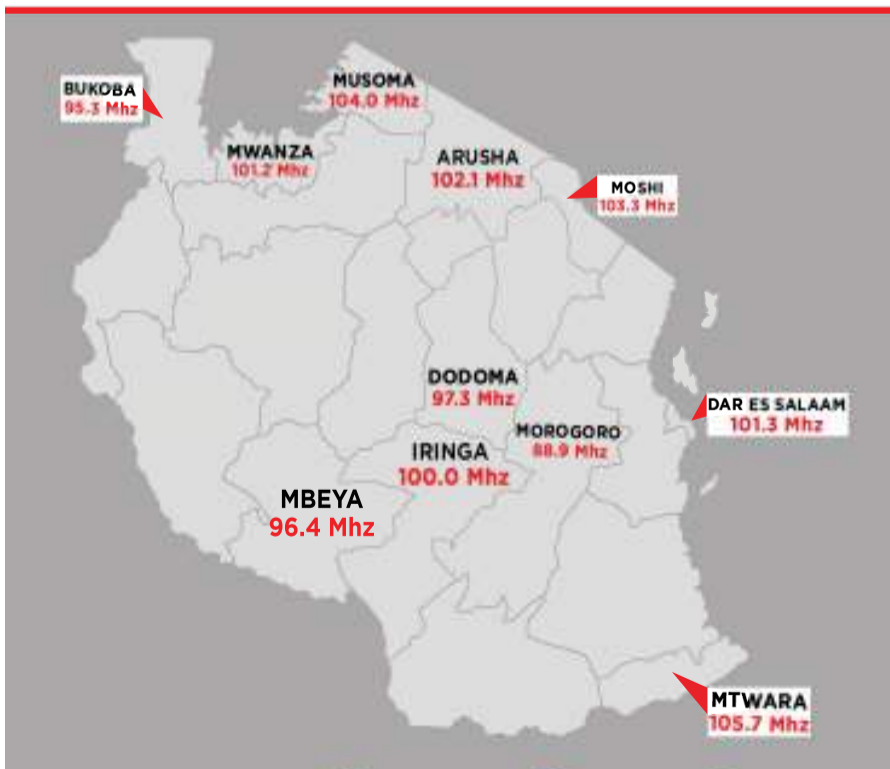 MUSOMA
104.0 Mhz
BUKOBA
95.3 Mhz
MWANZA
101.2 Mhz
ARUSHA
102.1 Mhz
MOSHI
103.3 Mhz
DODOMA
97.3 Mhz
DAR ES SALAAM
101.3 Mhz
MOROGORO
88.9 Mhz
IRINGA
100.0 Mhz
MBEYA
96.4 Mhz
MTWARA
105.7 Mhz